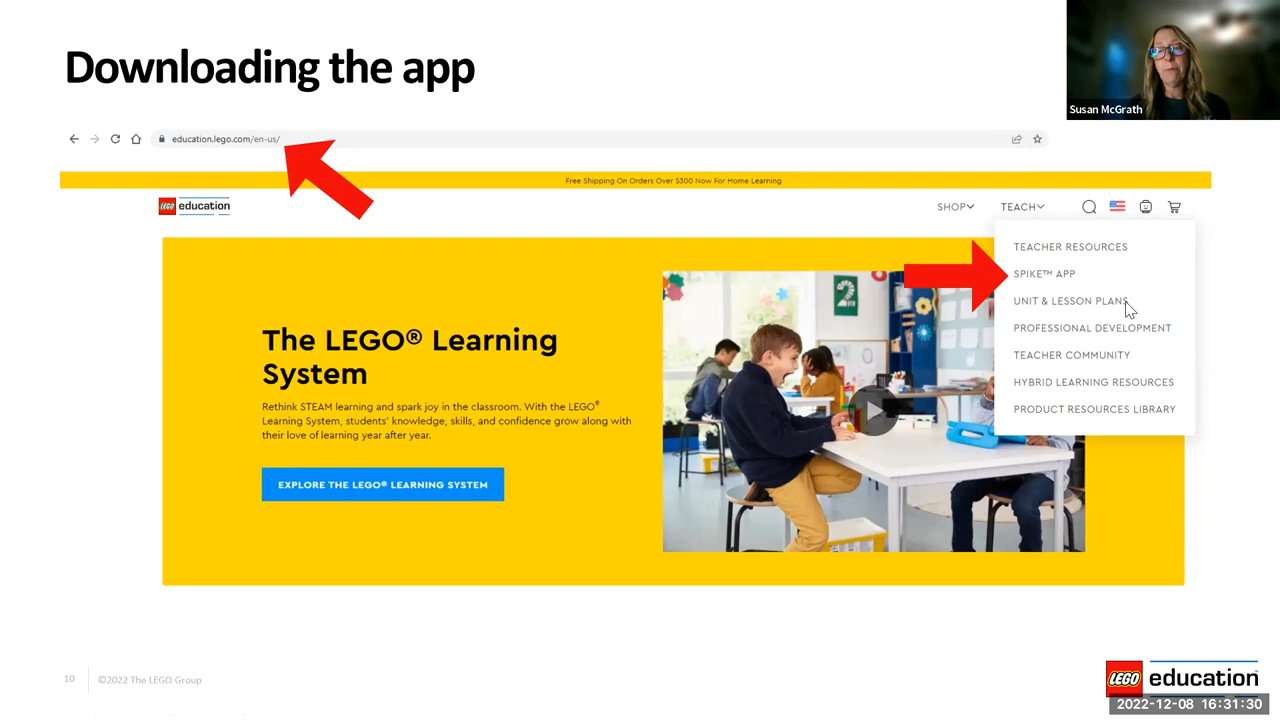 Downloading the app
Susan McGrath
education.lego.com/en-us/
Free Shipping On Orders Over $300 Now For Home Learning
LEGO education
SHOP
TEACH
TEACHER RESOURCES
SPIKE™ APP
UNIT & LESSON PLANS
PROFESSIONAL DEVELOPMENT
TEACHER COMMUNITY
HYBRID LEARNING RESOURCES
PRODUCT RESOURCES LIBRARY
2
The LEGO® Learning
System
Rethink STEAM learning and spark joy in the classroom. With the LEGO®
Learning System, students' knowledge, skills, and confidence grow along with
their love of learning year after year.
EXPLORE THE LEGO® LEARNING SYSTEM
10
©2022 The LEGO Group
LEGO education™
2022-12-08 16:31:30